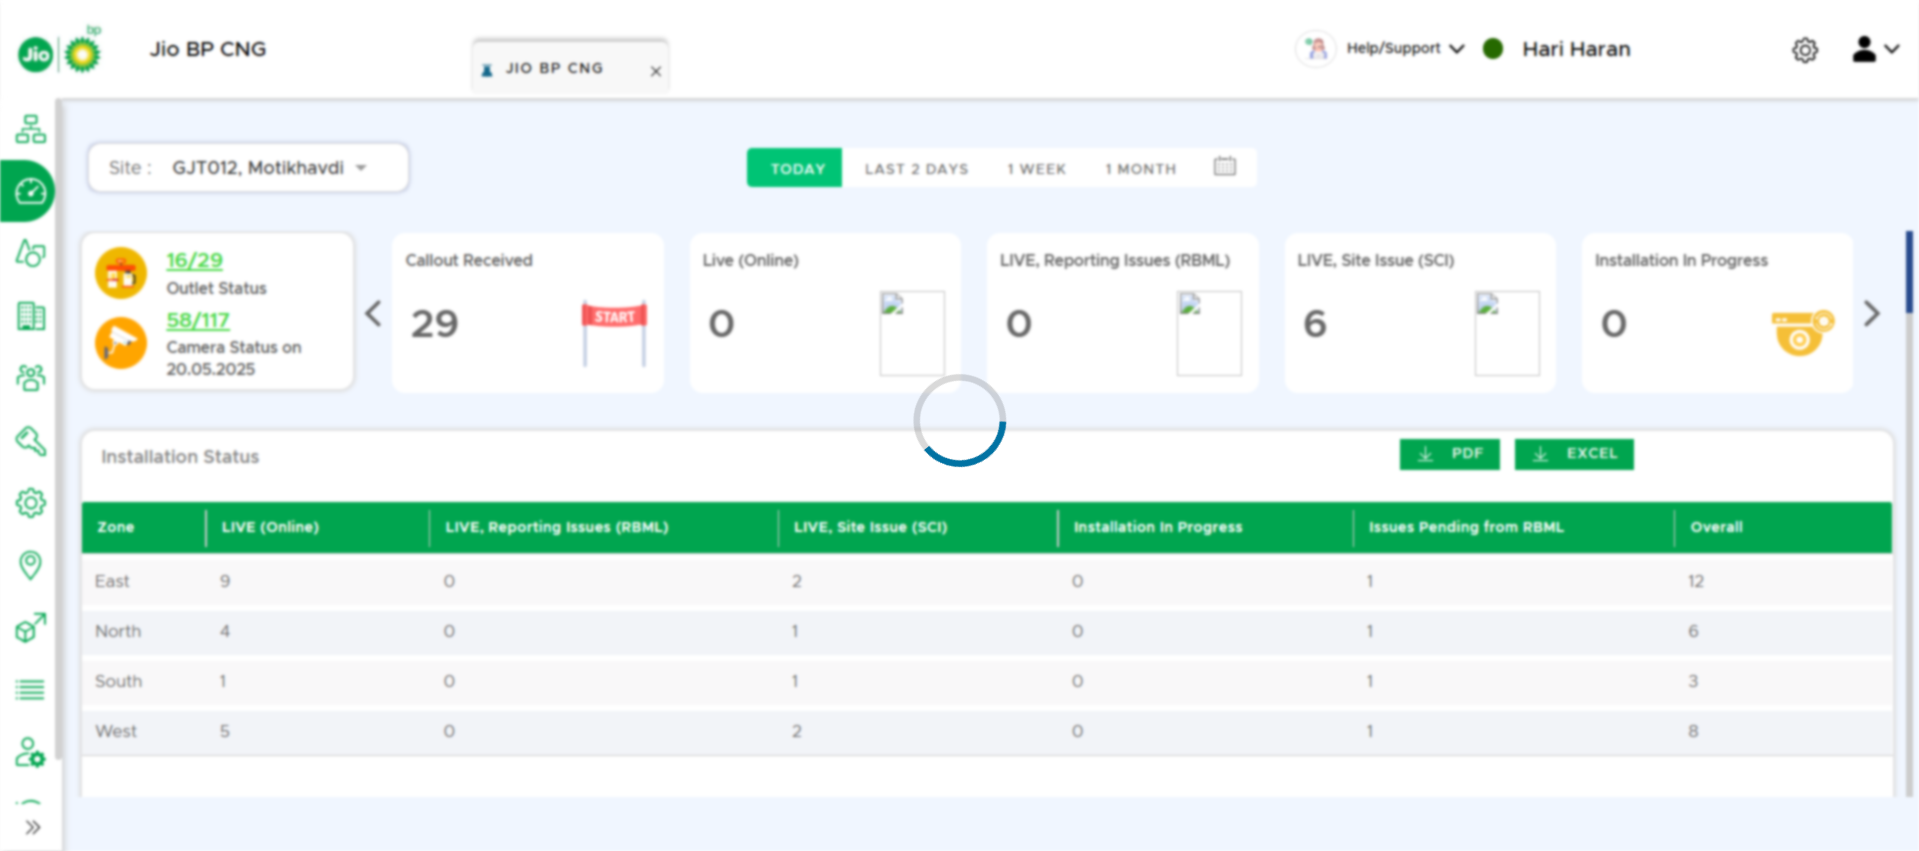 bp
Jio
Jio BP CNG
JIO BP CNG
Help/Support
Hari Haran
Site : GJT012, Motikhavdi
TODAY LAST 2 DAYS 1 WEEK 1 MONTH
16/29
Outlet Status
58/117
Camera Status on
20.05.2025
Callout Received
29
START
Live (Online)
0
LIVE, Reporting Issues (RBML)
0
LIVE, Site Issue (SCI)
6
Installation In Progress
0
Installation Status
PDF EXCEL
Zone LIVE (Online) LIVE, Reporting Issues (RBML) LIVE, Site Issue (SCI) Installation In Progress Issues Pending from RBML Overall
East 9 0 2 0 1 12
North 4 0 1 0 1 6
South 1 0 1 0 1 3
West 5 0 2 0 1 8